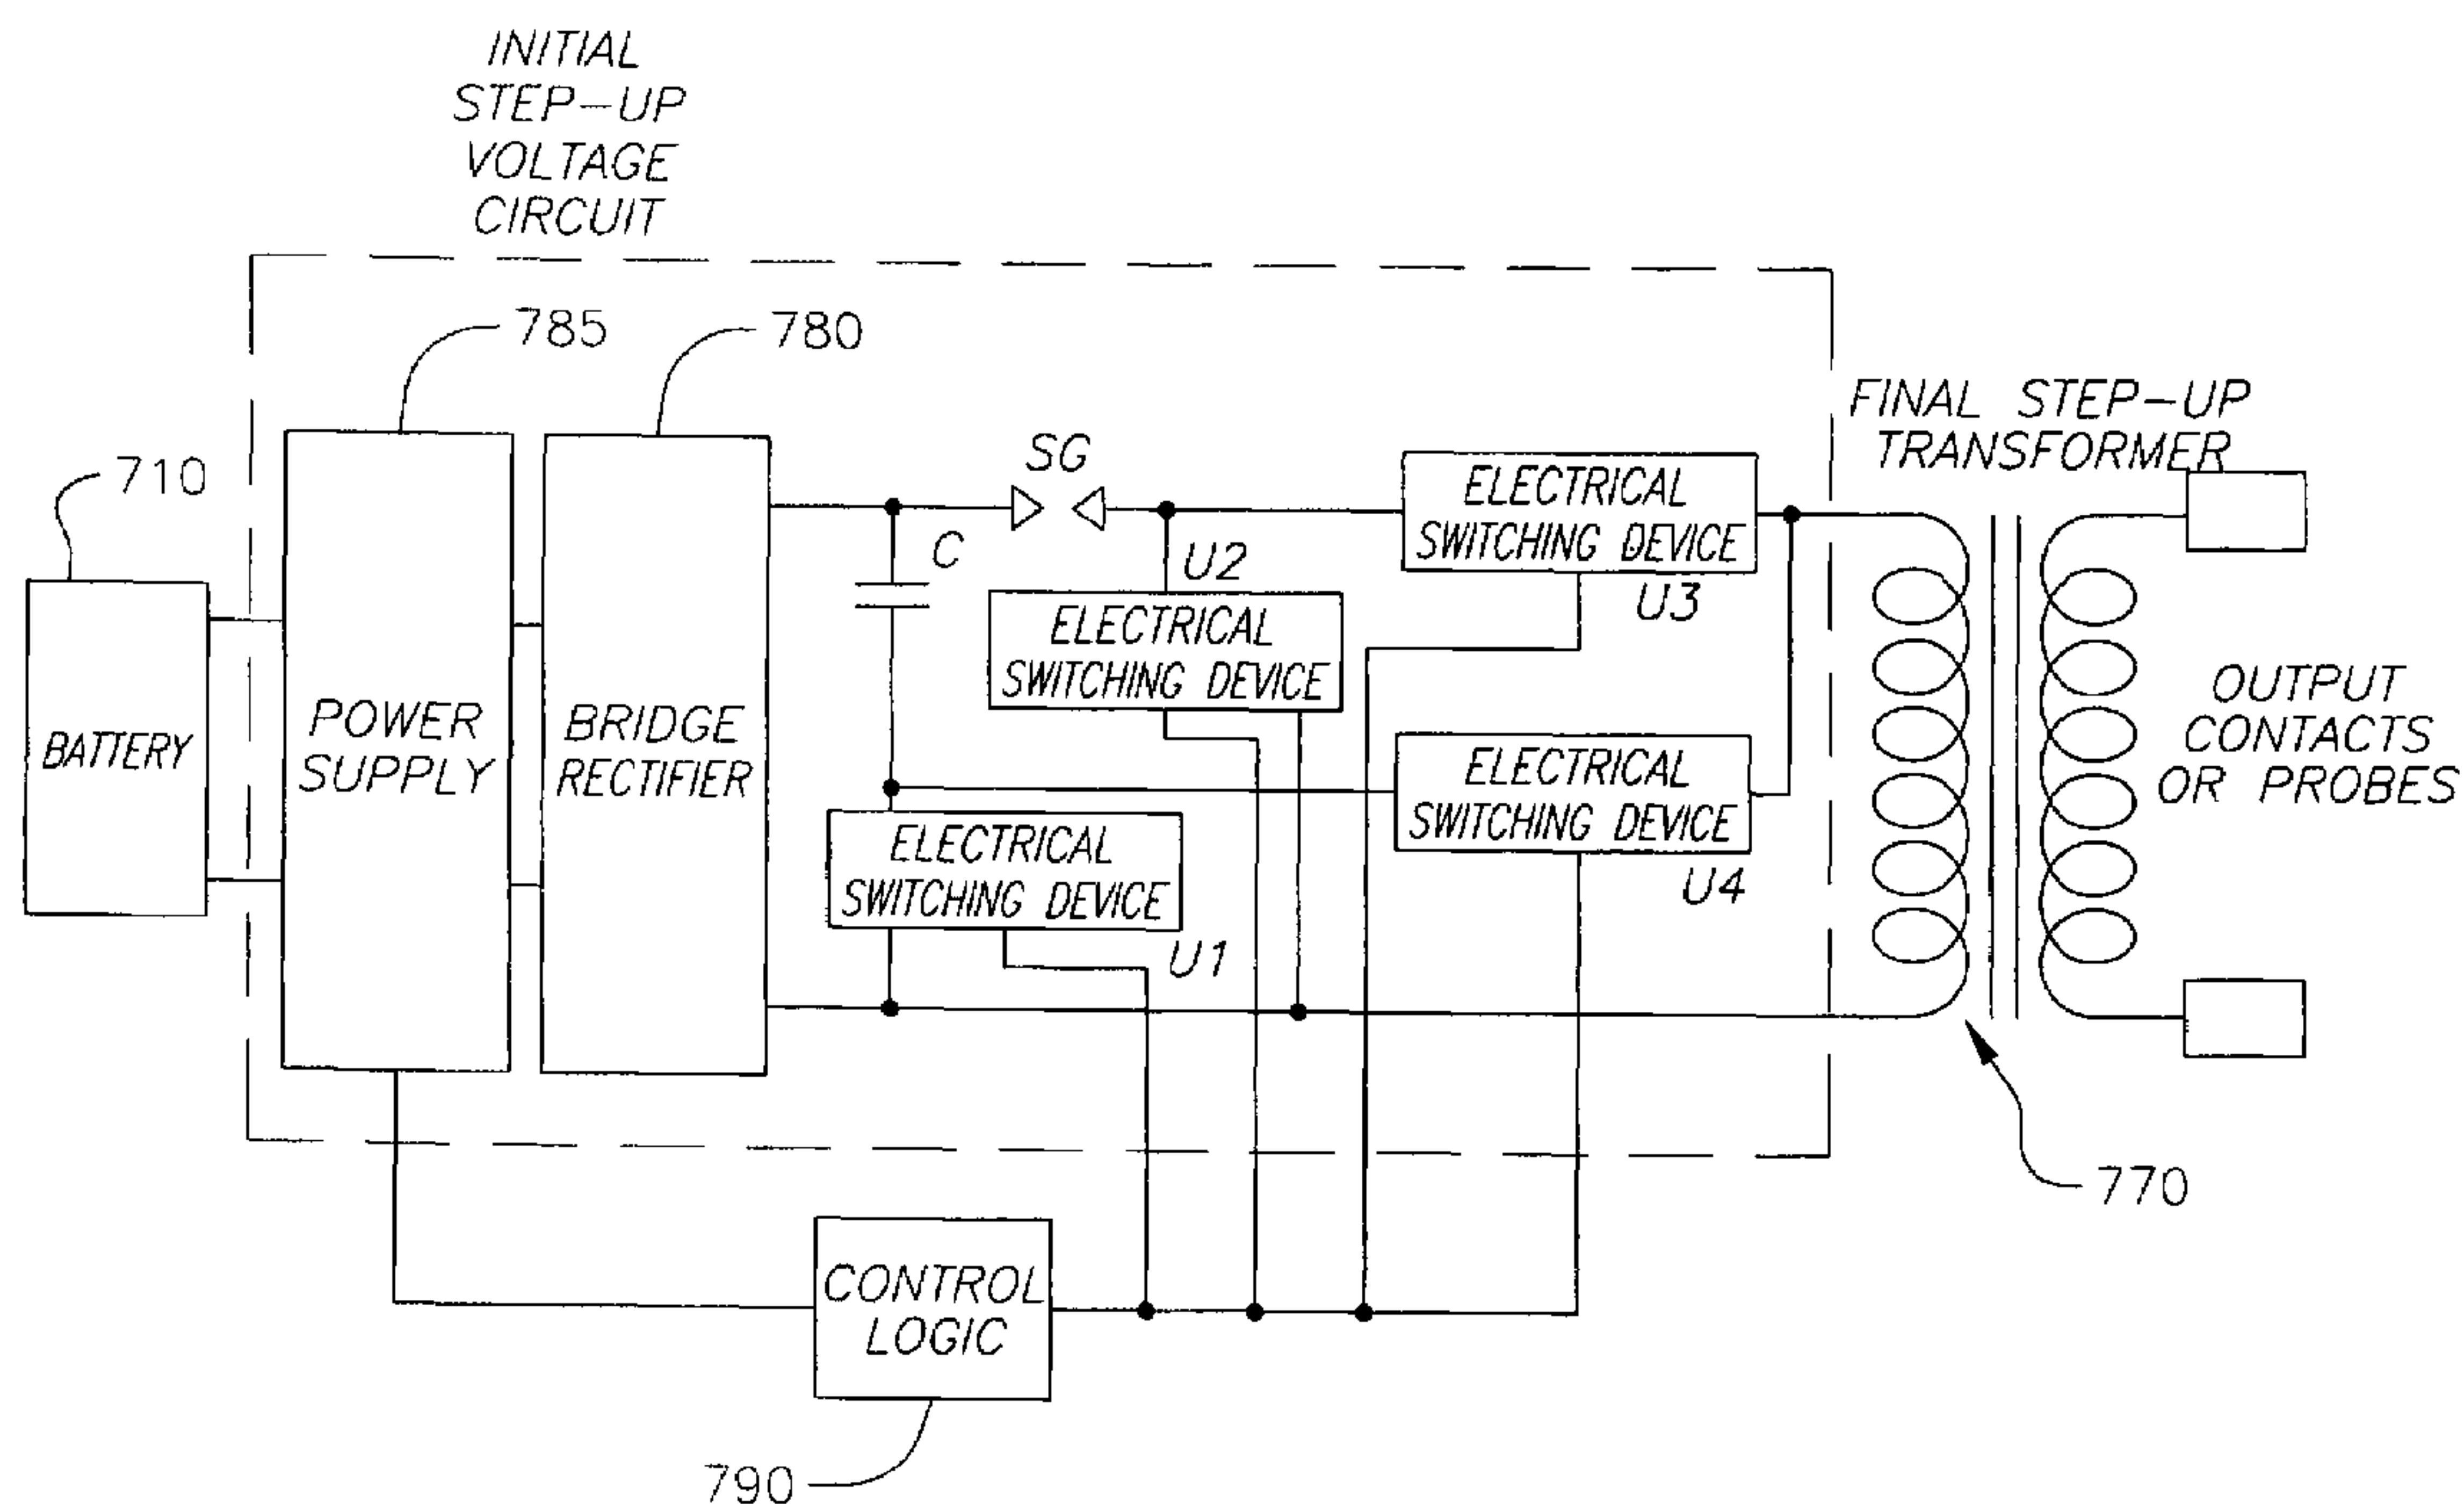 INITIAL
STEP-UP
VOLTAGE
CIRCUIT
785
780
710
SG
FINAL STEP-UP
TRANSFORMER
ELECTRICAL
SWITCHING DEVICE
U3
C
U2
ELECTRICAL
SWITCHING DEVICE
BATTERY
POWER
SUPPLY
BRIDGE
RECTIFIER
ELECTRICAL
SWITCHING DEVICE
U4
OUTPUT
CONTACTS
OR PROBES
ELECTRICAL
SWITCHING DEVICE
U1
770
CONTROL
LOGIC
790